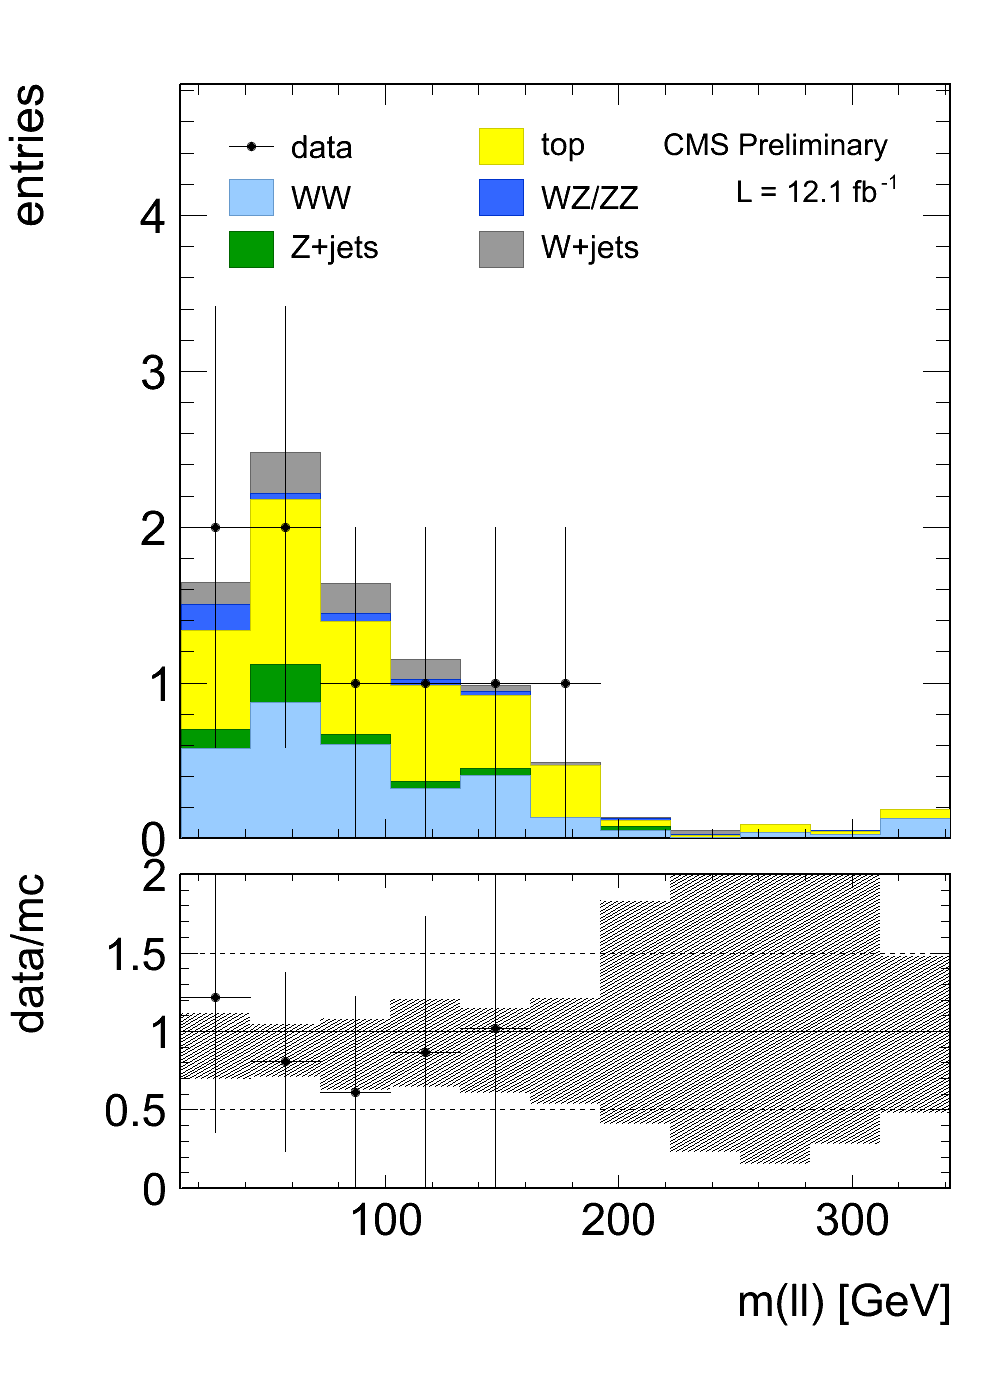 entries
data
top
CMS Preliminary
WW
WZ/ZZ
L = 12.1 fb-1
Z+jets
W+jets
4
3
2
1
0
data/mc
2
1.5
1
0.5
0
100 200 300
m(ll) [GeV]